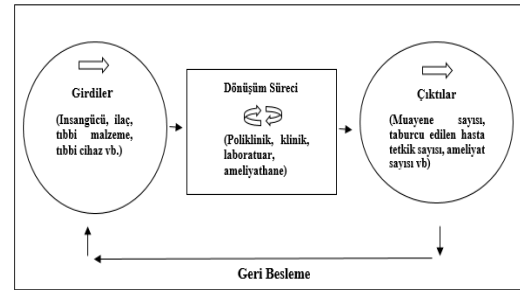 Girdiler
(Insangücü, ilaç,
tıbbi malzeme,
tıbbi cihaz vb.)
Dönüşüm Süreci
(Poliklinik, klinik,
laboratuar,
ameliyathane)
Çıktılar
(Muayene sayısı,
taburcu edilen hasta
tetkik sayısı, ameliyat
sayısı vb)
Geri Besleme